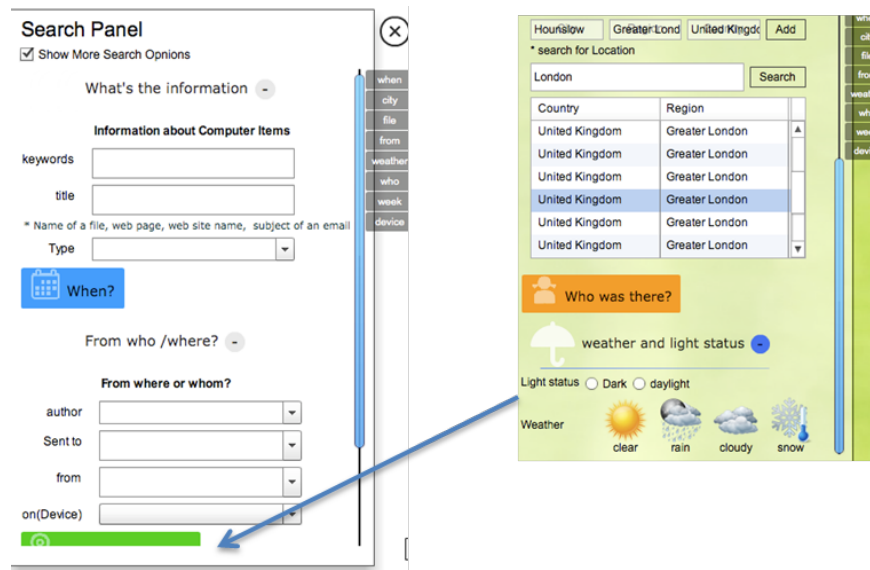 Search Panel
Show More Search Opnions
What's the information -
Information about Computer Items
keywords
title
* Name of a file, web page, web site name, subject of an email
Type
When?
From who /where? -
From where or whom?
author
Sent to
from
on(Device)
when
city
file
from
weather
who
week
device
Hounslow Greater Lond United Kingdc Add
* search for Location
London Search
Country Region
United Kingdom Greater London
United Kingdom Greater London
United Kingdom Greater London
United Kingdom Greater London
United Kingdom Greater London
United Kingdom Greater London
Who was there?
weather and light status -
Light status Dark daylight
Weather
clear rain cloudy snow